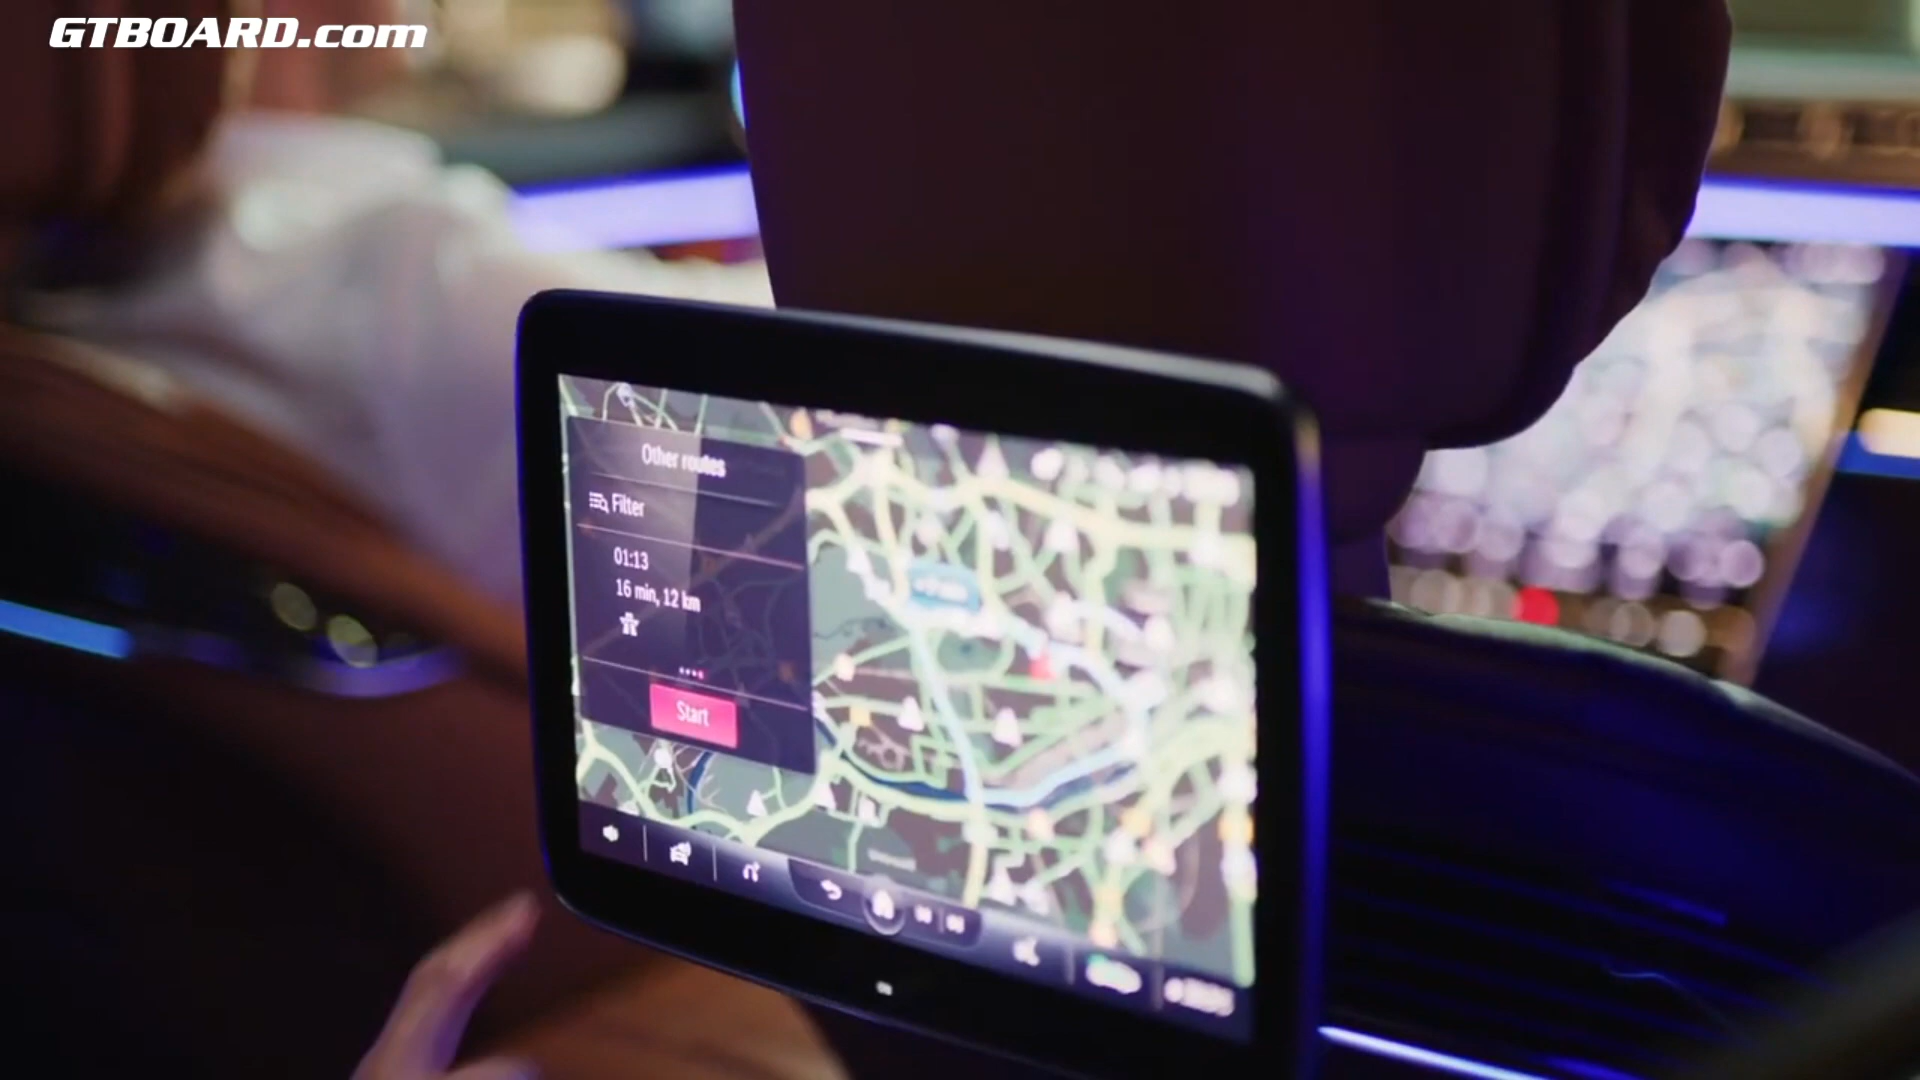 GTBOARD.com
Other routes
Filter
01:13
16 min, 12 km
Start